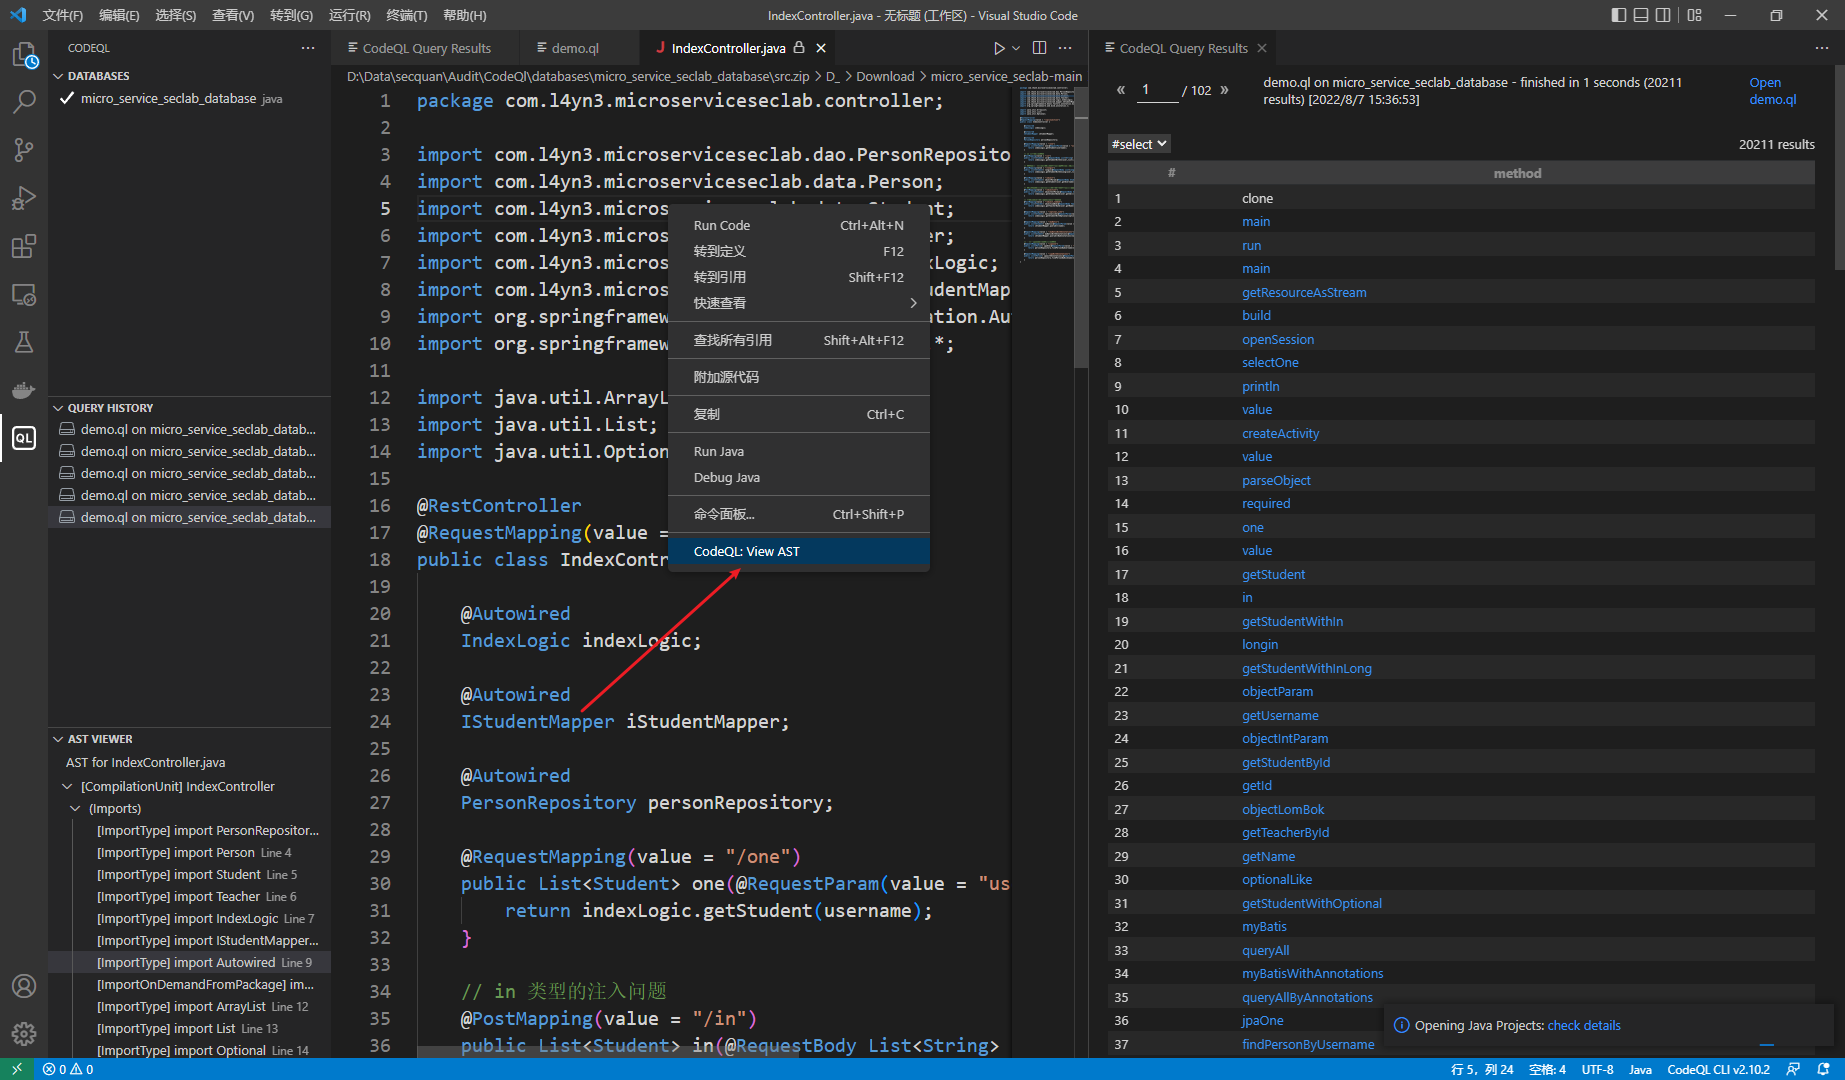 文件(F) 编辑(E) 选择(S) 查看(V) 转到(G) 运行(R) 终端(T) 帮助(H)
IndexController.java - 无标题 (工作区) - Visual Studio Code
CODEQL
DATABASES
micro_service_seclab_database java
QUERY HISTORY
demo.ql on micro_service_seclab_datab...
demo.ql on micro_service_seclab_datab...
demo.ql on micro_service_seclab_datab...
demo.ql on micro_service_seclab_datab...
demo.ql on micro_service_seclab_datab...
QL
AST VIEWER
AST for IndexController.java
[CompilationUnit] IndexController
(Imports)
[ImportType] import PersonRepositor...
[ImportType] import Person Line 4
[ImportType] import Student Line 5
[ImportType] import Teacher Line 6
[ImportType] import IndexLogic Line 7
[ImportType] import IStudentMapper...
[ImportType] import Autowired Line 9
[ImportOnDemandFromPackage] im...
[ImportType] import ArrayList Line 12
[ImportType] import List Line 13
[ImportType] import Optional Line 14
CodeQL Query Results
demo.ql
J IndexController.java
D:\Data\secquan\Audit\CodeQl\databases\micro_service_seclab_database\src.zip > D_ > Download > micro_service_seclab-main
1 package com.l4yn3.microserviceseclab.controller;
2
3 import com.l4yn3.microserviceseclab.dao.PersonReposito
4 import com.l4yn3.microserviceseclab.data.Person;
5 import com.l4yn3.micros nt;
6 import com.l4yn3.micros er;
7 import com.l4yn3.micros xLogic;
8 import com.l4yn3.micros udentMap
9 import org.springframew ation.Au
10 import org.springframew *;
11
12 import java.util.ArrayL
13 import java.util.List;
14 import java.util.Option
15
16 @RestController
17 @RequestMapping(value =
18 public class IndexContr
19
20 @Autowired
21 IndexLogic indexLogic;
22
23 @Autowired
24 IStudentMapper iStudentMapper;
25
26 @Autowired
27 PersonRepository personRepository;
28
29 @RequestMapping(value = "/one")
30 public List<Student> one(@RequestParam(value = "us
31 return indexLogic.getStudent(username);
32 }
33
34 // in 类型的注入问题
35 @PostMapping(value = "/in")
36 public List<Student> in(@RequestBody List<String>
Run Code Ctrl+Alt+N
转到定义 F12
转到引用 Shift+F12
快速查看
查找所有引用 Shift+Alt+F12
附加源代码
复制 Ctrl+C
Run Java
Debug Java
命令面板... Ctrl+Shift+P
CodeQL: View AST
CodeQL Query Results
« 1 / 102 »
demo.ql on micro_service_seclab_database - finished in 1 seconds (20211
results) [2022/8/7 15:36:53]
Open
demo.ql
#select
20211 results
# method
1 clone
2 main
3 run
4 main
5 getResourceAsStream
6 build
7 openSession
8 selectOne
9 println
10 value
11 createActivity
12 value
13 parseObject
14 required
15 one
16 value
17 getStudent
18 in
19 getStudentWithIn
20 longin
21 getStudentWithInLong
22 objectParam
23 getUsername
24 objectIntParam
25 getStudentById
26 getId
27 objectLomBok
28 getTeacherById
29 getName
30 optionalLike
31 getStudentWithOptional
32 myBatis
33 queryAll
34 myBatisWithAnnotations
35 queryAllByAnnotations
36 jpaOne
37 findPersonByUsername
Opening Java Projects: check details
0 0
行 5，列 24 空格: 4 UTF-8 Java CodeQL CLI v2.10.2